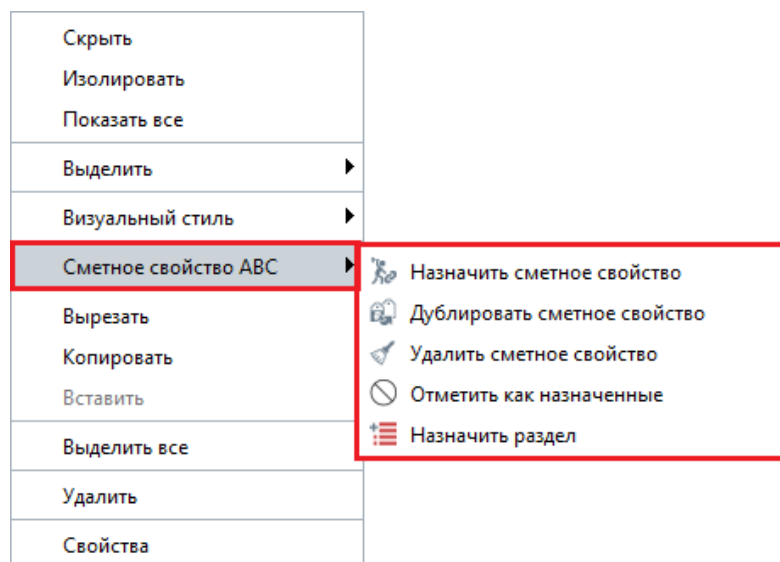 Скрыть
Изолировать
Показать все
Выделить
Визуальный стиль
Сметное свойство ABC
Вырезать
Копировать
Вставить
Выделить все
Удалить
Свойства
Назначить сметное свойство
Дублировать сметное свойство
Удалить сметное свойство
Отметить как назначенные
Назначить раздел